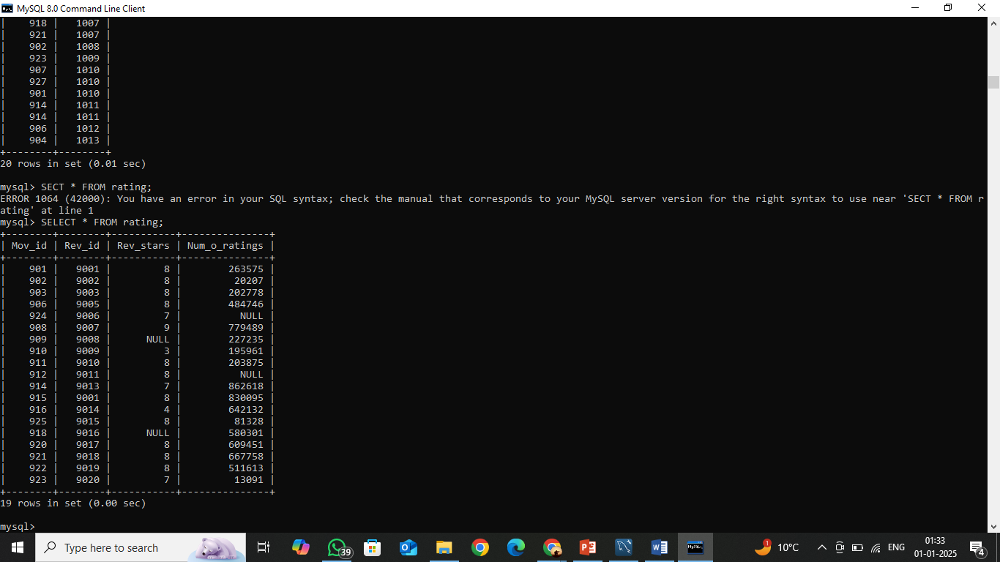 MySQL 8.0 Command Line Client
| 918 | 1007 |
| 921 | 1007 |
| 902 | 1008 |
| 923 | 1009 |
| 907 | 1010 |
| 927 | 1010 |
| 901 | 1010 |
| 914 | 1011 |
| 914 | 1011 |
| 906 | 1012 |
| 904 | 1013 |
+--------+--------+
20 rows in set (0.01 sec)
mysql> SECT * FROM rating;
ERROR 1064 (42000): You have an error in your SQL syntax; check the manual that corresponds to your MySQL server version for the right syntax to use near 'SECT * FROM r
ating' at line 1
mysql> SELECT * FROM rating;
+--------+--------+-----------+---------------+
| Mov_id | Rev_id | Rev_stars | Num_o_ratings |
+--------+--------+-----------+---------------+
| 901 | 9001 | 8 | 263575 |
| 902 | 9002 | 8 | 20207 |
| 903 | 9003 | 8 | 202778 |
| 906 | 9005 | 8 | 484746 |
| 924 | 9006 | 7 | NULL |
| 908 | 9007 | 9 | 779489 |
| 909 | 9008 | NULL | 227235 |
| 910 | 9009 | 3 | 195961 |
| 911 | 9010 | 8 | 203875 |
| 912 | 9011 | 8 | NULL |
| 914 | 9013 | 7 | 862618 |
| 915 | 9001 | 8 | 830095 |
| 916 | 9014 | 4 | 642132 |
| 925 | 9015 | 8 | 81328 |
| 918 | 9016 | NULL | 580301 |
| 920 | 9017 | 8 | 609451 |
| 921 | 9018 | 8 | 667758 |
| 922 | 9019 | 8 | 511613 |
| 923 | 9020 | 7 | 13091 |
+--------+--------+-----------+---------------+
19 rows in set (0.00 sec)
mysql>
Type here to search
39
1
10°C
ENG
01:33
01-01-2025
4